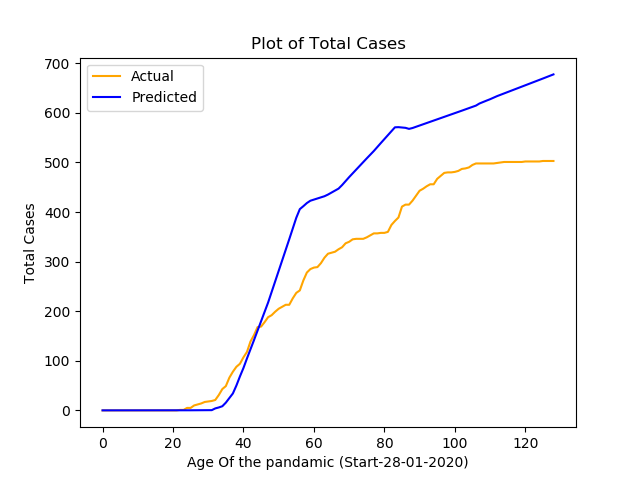 Plot of Total Cases
Actual
Predicted
700
600
500
400
300
200
100
0
Total Cases
0 20 40 60 80 100 120
Age Of the pandamic (Start-28-01-2020)